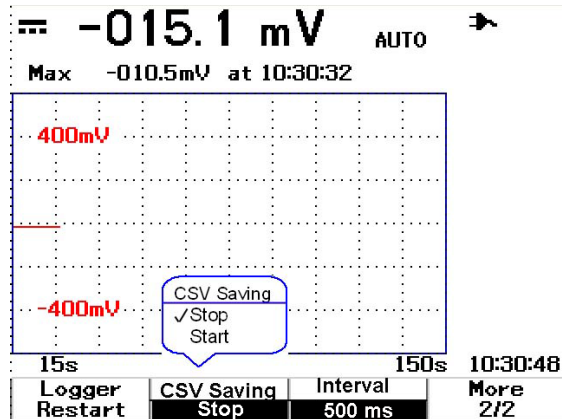 -015.1 mV AUTO
Max -010.5mV at 10:30:32
400mV
-400mV
CSV Saving
✓Stop
Start
15s 150s 10:30:48
Logger Restart
CSV Saving Stop
Interval 500 ms
More 2/2